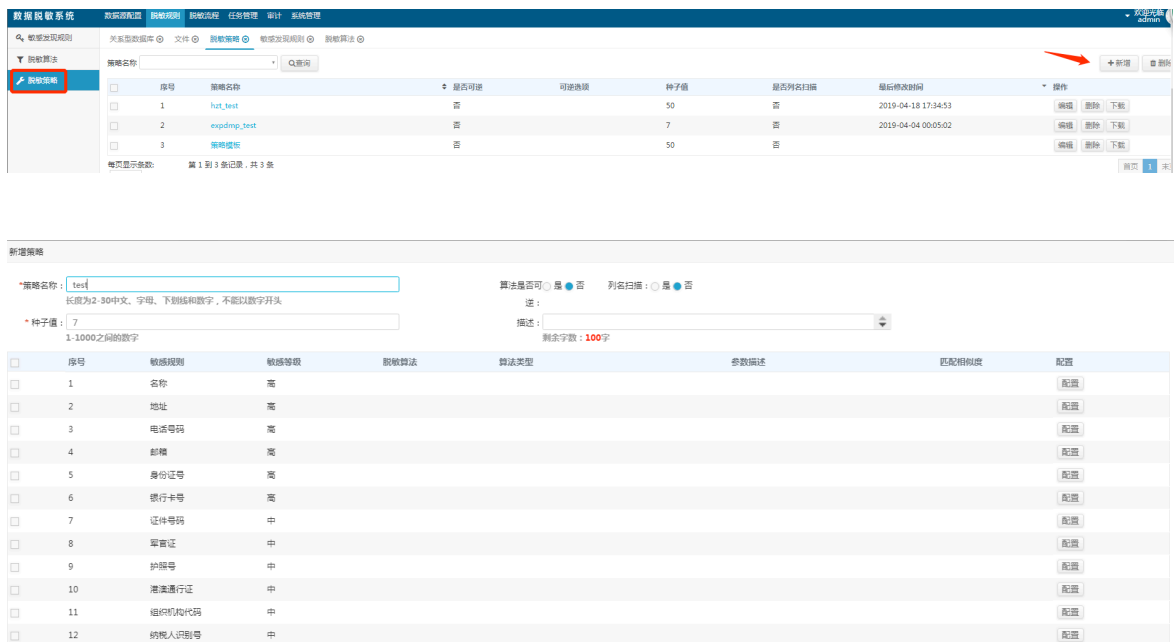 数据脱敏系统 数据源配置 脱敏规则 脱敏流程 任务管理 审计 系统管理 欢迎光临 admin
敏感发现规则 关系型数据库 文件 脱敏策略 敏感发现规则 脱敏算法
脱敏算法 策略名称 查询 +新增 删除
脱敏策略
序号 策略名称 是否可逆 可逆选项 种子值 是否列名扫描 最后修改时间 操作
1 hzt_test 否 50 否 2019-04-18 17:34:53 编辑 删除 下载
2 expdmp_test 否 7 否 2019-04-04 00:05:02 编辑 删除 下载
3 策略模板 否 50 否 编辑 删除 下载
每页显示条数: 第 1 到 3 条记录，共 3 条 首页 1
新增策略
*策略名称： test 算法是否可逆： 是 否 列名扫描： 是 否
长度为2-30中文、字母、下划线和数字，不能以数字开头
*种子值： 7 描述：
1-1000之间的数字 剩余字数：100字
序号 敏感规则 敏感等级 脱敏算法 算法类型 参数描述 匹配相似度 配置
1 名称 高 配置
2 地址 高 配置
3 电话号码 高 配置
4 邮箱 高 配置
5 身份证号 高 配置
6 银行卡号 高 配置
7 证件号码 中 配置
8 军官证 中 配置
9 护照号 中 配置
10 港澳通行证 中 配置
11 组织机构代码 中 配置
12 纳税人识别号 中 配置